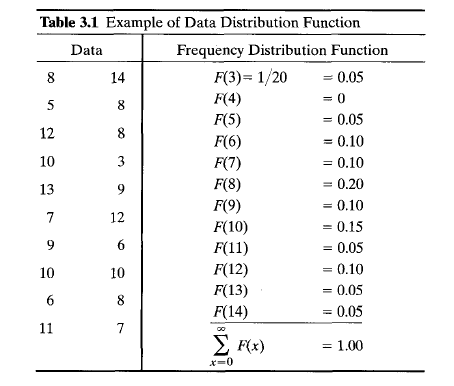 Table 3.1 Example of Data Distribution Function
Data Frequency Distribution Function
8 14 F(3)= 1/20 = 0.05
F(4) = 0
5 8
F(5) = 0.05
12 8 F(6) = 0.10
10 3 F(7) = 0.10
13 9 F(8) = 0.20
F(9) = 0.10
7 12
F(10) = 0.15
9 6 F(11) = 0.05
10 10 F(12) = 0.10
6 8 F(13) = 0.05
F(14) = 0.05
11 7
∞
∑ F(x) = 1.00
x=0